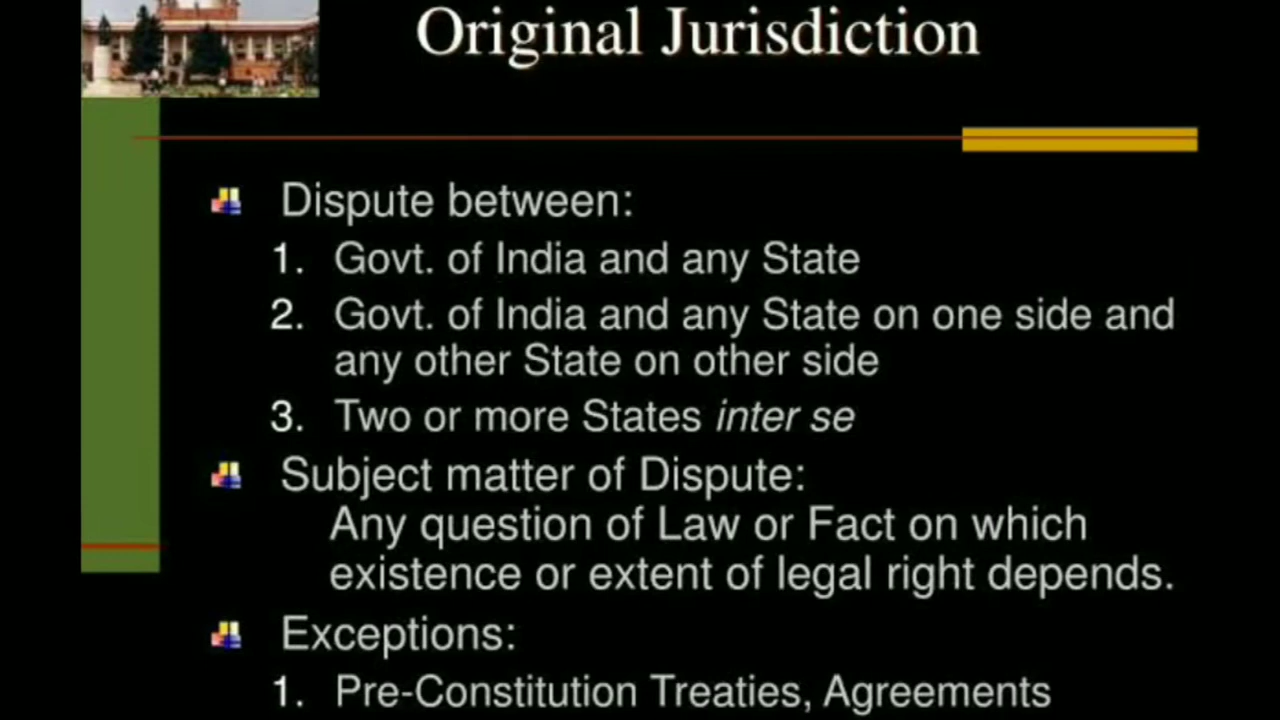 Original Jurisdiction
Dispute between:
1. Govt. of India and any State
2. Govt. of India and any State on one side and
any other State on other side
3. Two or more States inter se
Subject matter of Dispute:
Any question of Law or Fact on which
existence or extent of legal right depends.
Exceptions:
1. Pre-Constitution Treaties, Agreements